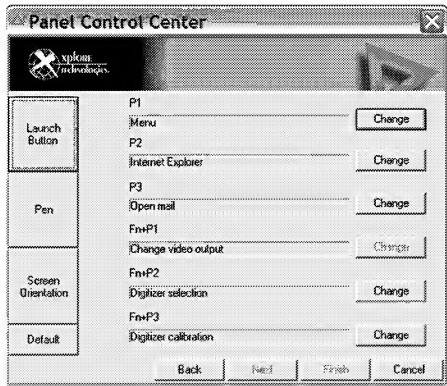 Panel Control Center
xplore
Technologies.
Launch
Button
Pen
Screen
Orientation
Default
P1
Menu
Change
P2
Internet Explorer
Change
P3
Open mail
Change
Fn+P1
Change video output
Change
Fn+P2
Digitizer selection
Change
Fn+P3
Digitizer calibration
Change
Back
Next
Finish
Cancel